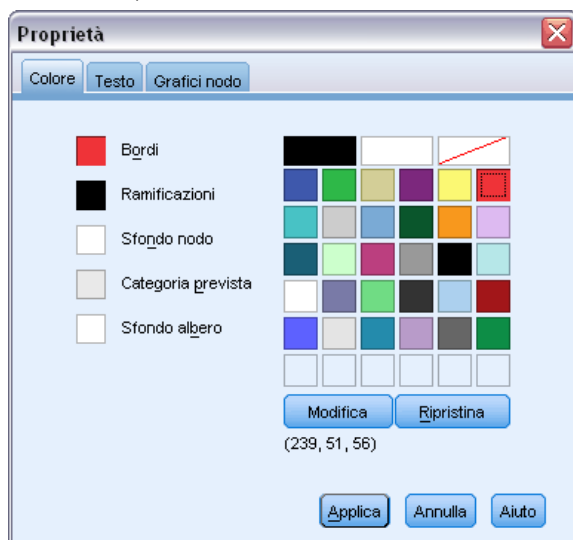 Proprietà
Colore Testo Grafici nodo
Bordi
Ramificazioni
Sfondo nodo
Categoria prevista
Sfondo albero
Modifica Ripristina
(239, 51, 56)
Applica Annulla Aiuto